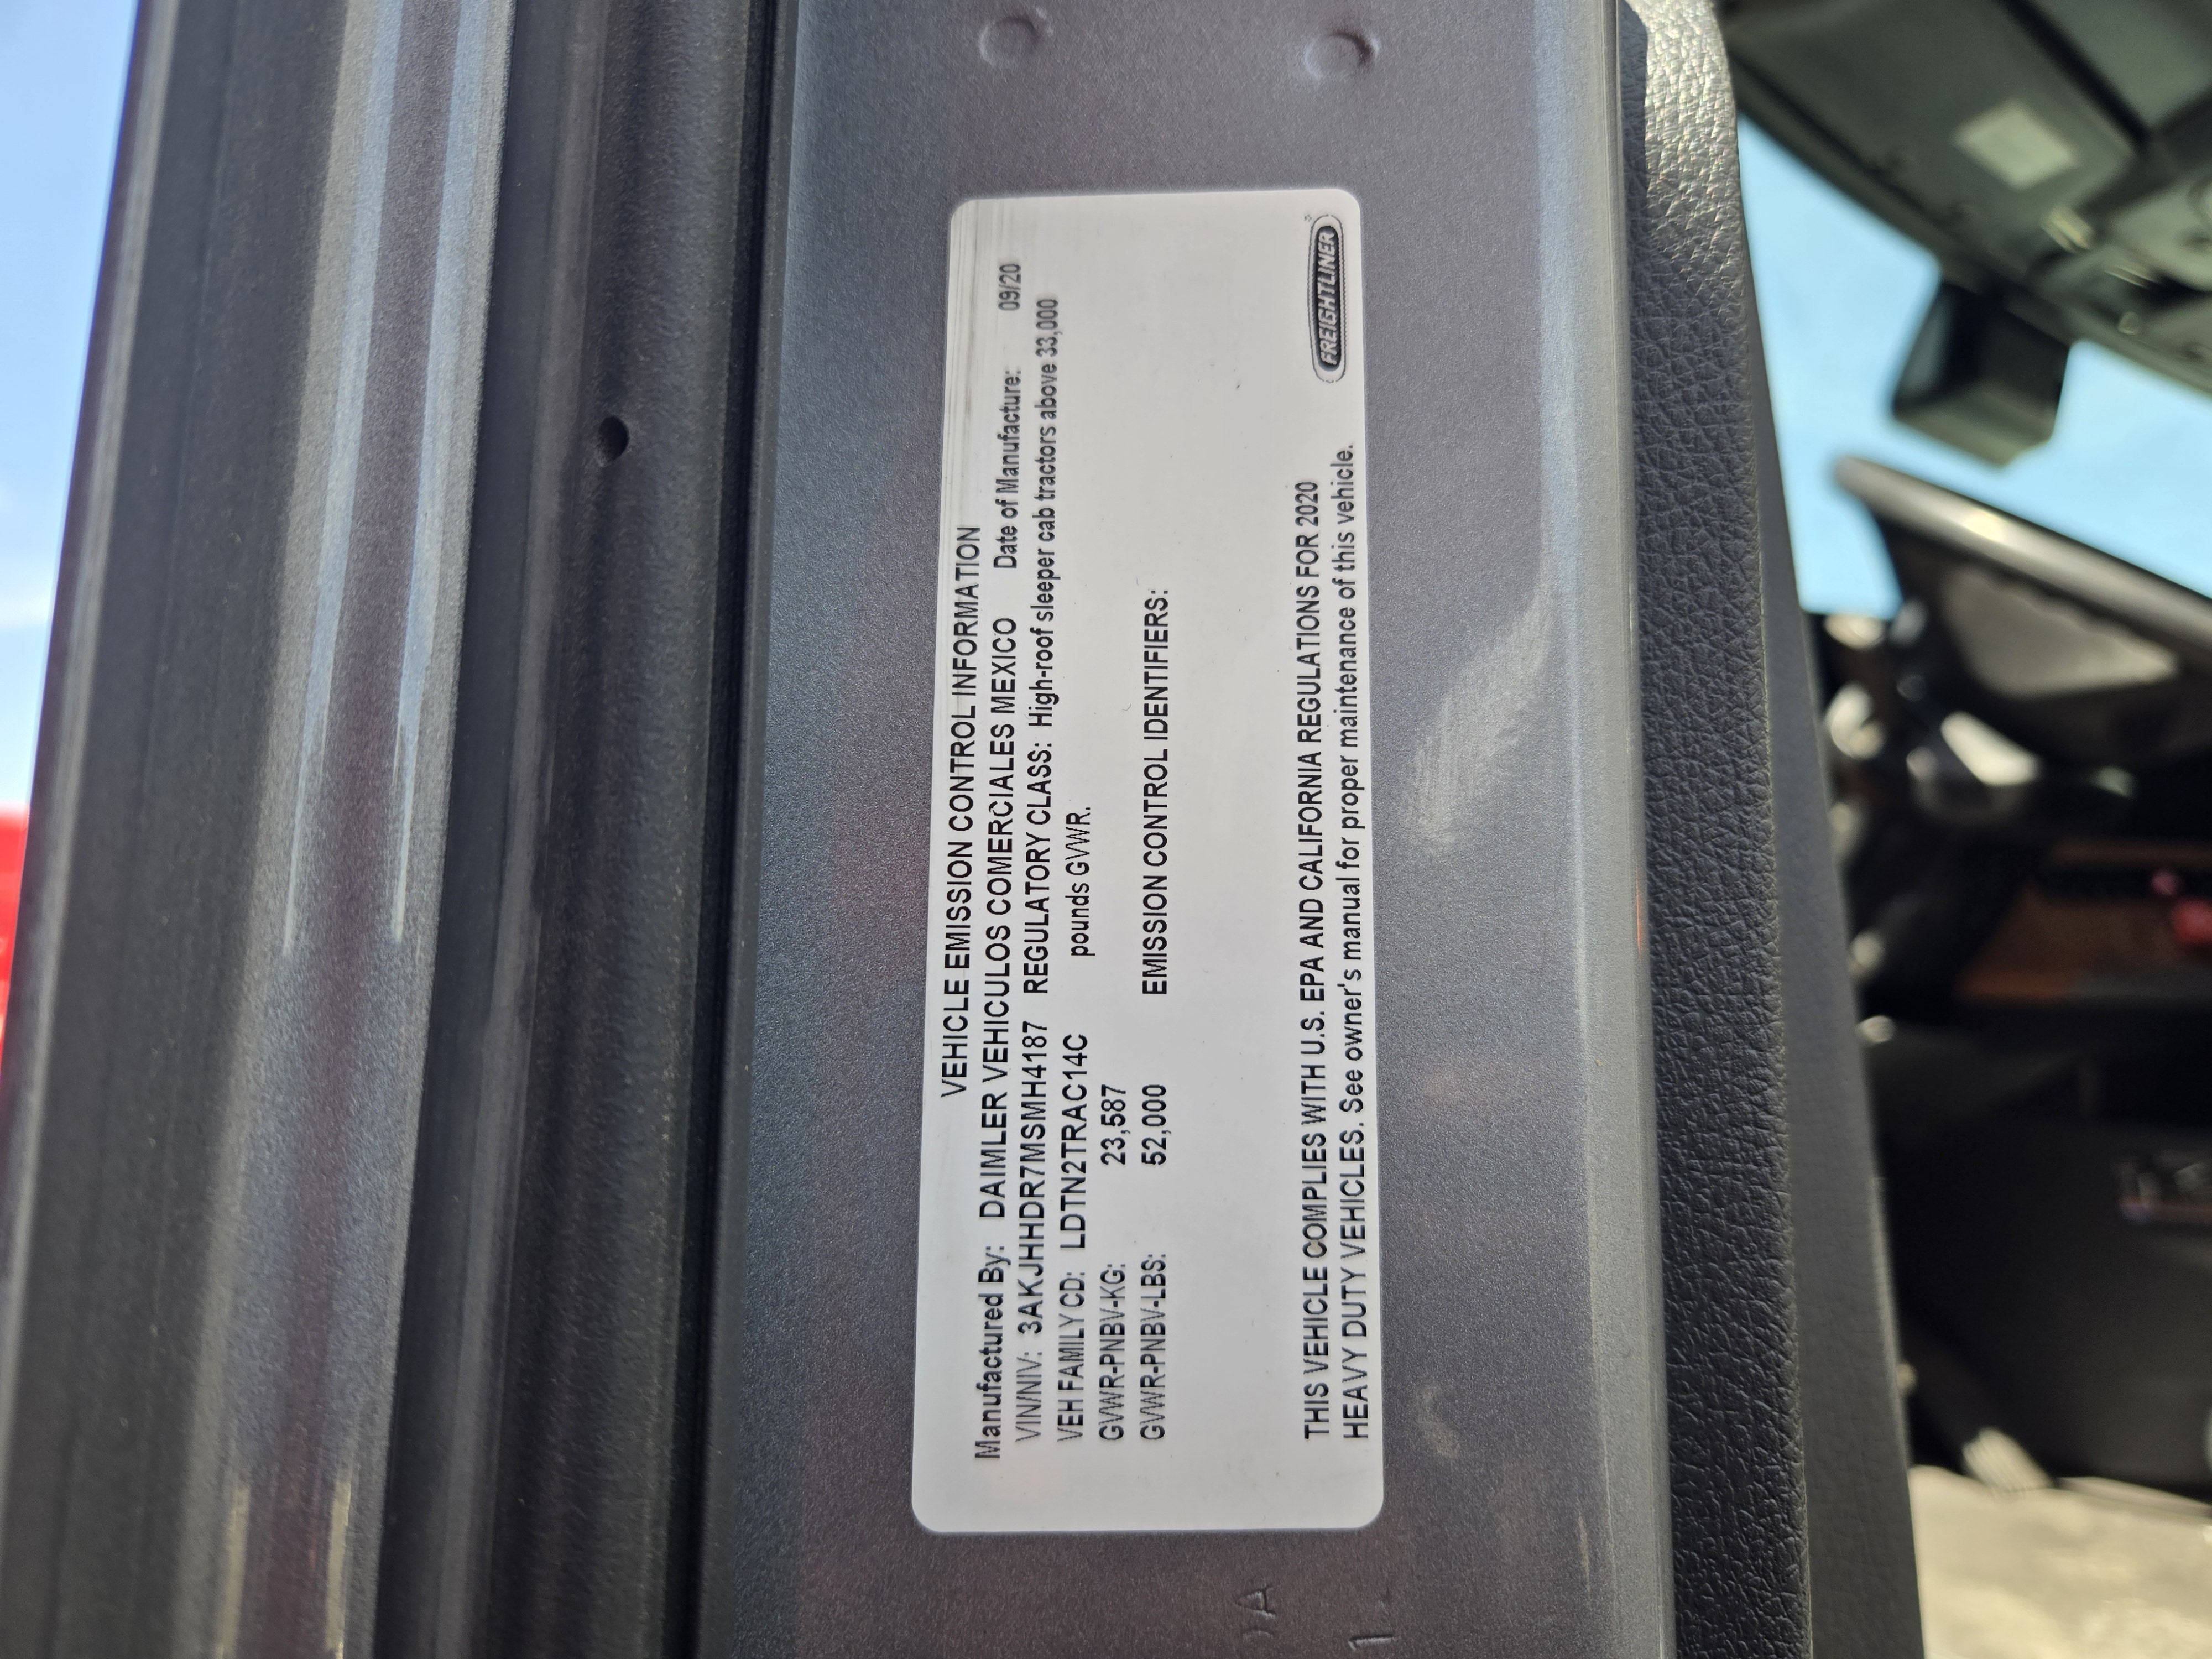 VEHICLE EMISSION CONTROL INFORMATION
Manufactured By: DAIMLER VEHICULOS COMERCIALES MEXICO Date of Manufacture: 09/20
VIN/NIV: 3AKJHHDR7MSMH4187 REGULATORY CLASS: High-roof sleeper cab tractors above 33,000
VEH FAMILY CD: LDTN2TRAC14C pounds GVWR.
GVWR-PNBV-KG: 23,587
GVWR-PNBV-LBS: 52,000 EMISSION CONTROL IDENTIFIERS:
THIS VEHICLE COMPLIES WITH U.S. EPA AND CALIFORNIA REGULATIONS FOR 2020
HEAVY DUTY VEHICLES. See owner's manual for proper maintenance of this vehicle.
FREIGHTLINER